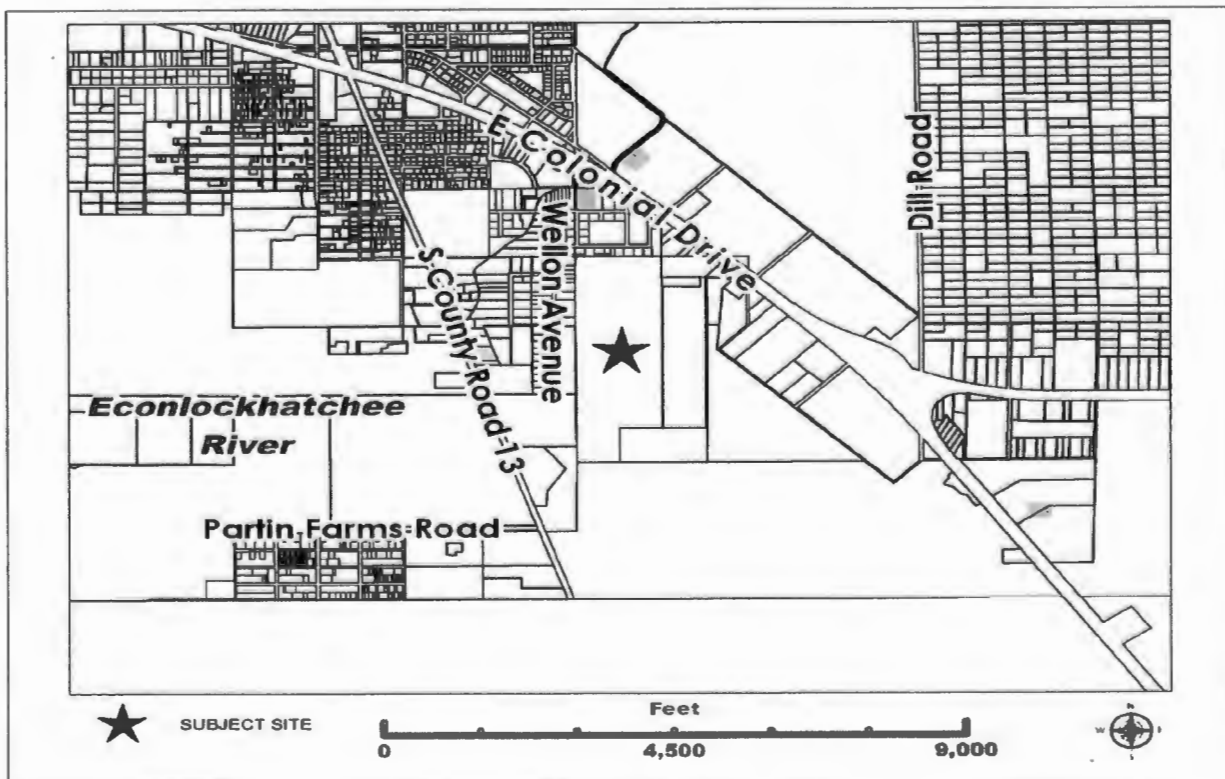 E. Colonial Drive
Dill Road
Wellon Avenue
S County Road 13
Econlockhatchee
River
Partin Farms Road
SUBJECT SITE
Feet
0
4,500
9,000
N
W